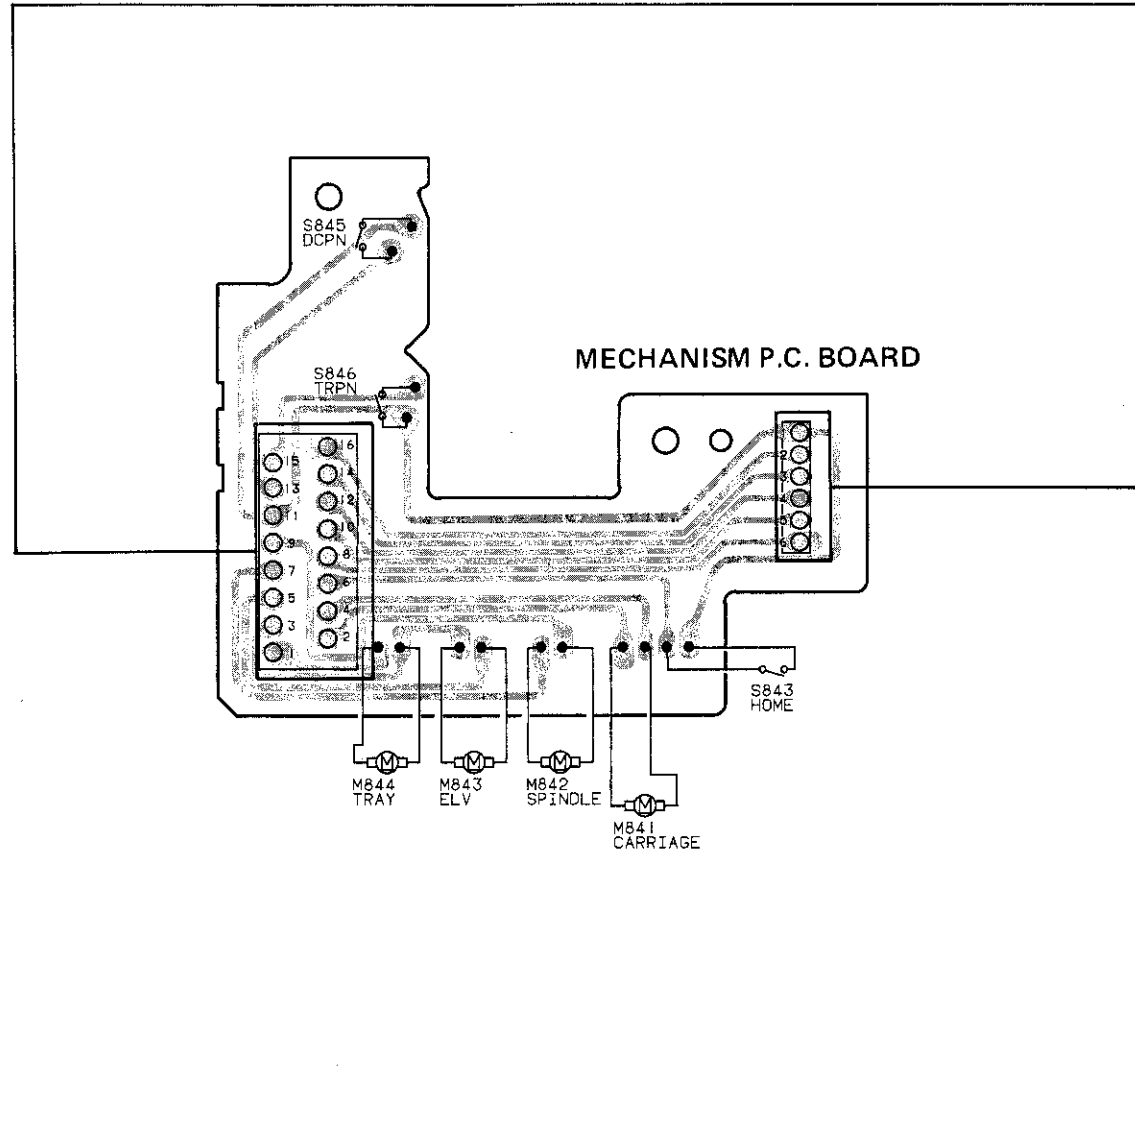 S845
DCPN
MECHANISM P.C. BOARD
S846
TRPN
16
15
14
13
12
11
10
9
8
7
6
5
4
3
2
1
2
3
4
5
6
S843
HOME
M
M
M
M844
TRAY
M843
ELV
M842
SPINDLE
M
M841
CARRIAGE